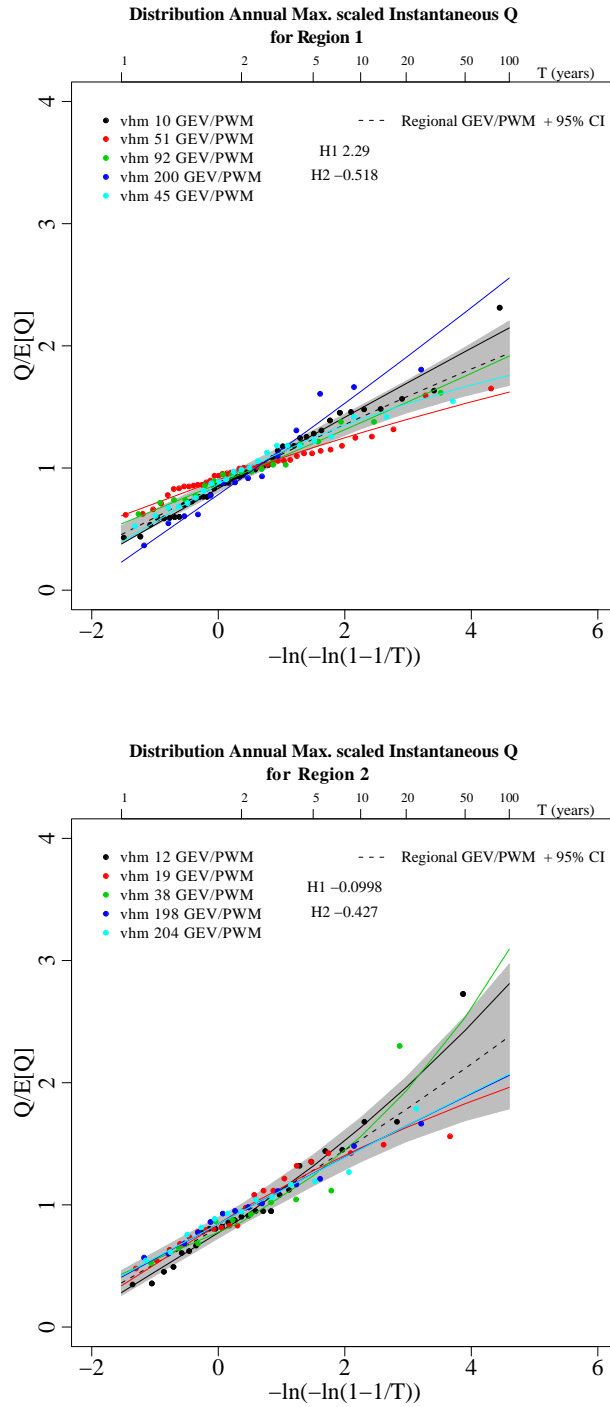 Distribution Annual Max. scaled Instantaneous Q
for Region 1
1 2 5 10 20 50 100 T (years)
vhm 10 GEV/PWM
vhm 51 GEV/PWM
vhm 92 GEV/PWM
vhm 200 GEV/PWM
vhm 45 GEV/PWM
Regional GEV/PWM + 95% CI
H1 2.29
H2 −0.518
Q/E[Q]
4
3
2
1
0
−2 0 2 4 6
−ln(−ln(1−1/T))
Distribution Annual Max. scaled Instantaneous Q
for Region 2
1 2 5 10 20 50 100 T (years)
vhm 12 GEV/PWM
vhm 19 GEV/PWM
vhm 38 GEV/PWM
vhm 198 GEV/PWM
vhm 204 GEV/PWM
Regional GEV/PWM + 95% CI
H1 −0.0998
H2 −0.427
Q/E[Q]
4
3
2
1
0
−2 0 2 4 6
−ln(−ln(1−1/T))